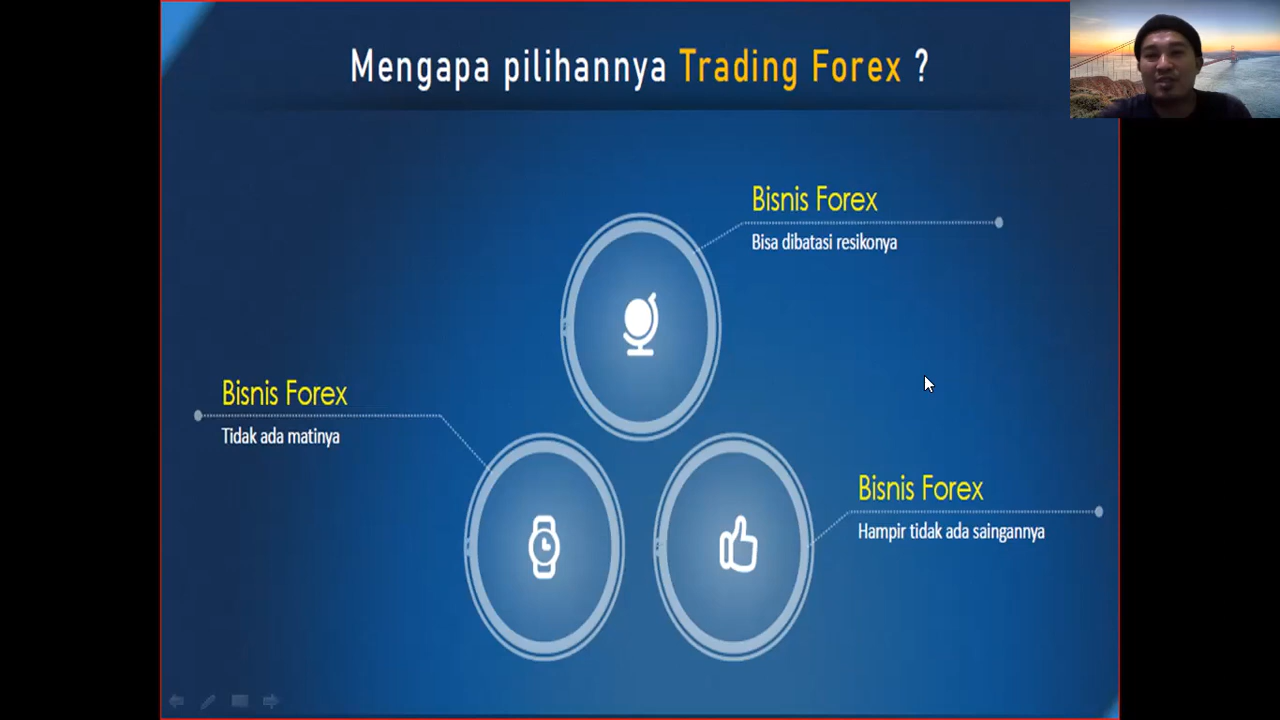 Mengapa pilihannya Trading Forex ?
Bisnis Forex
Bisa dibatasi resikonya
Bisnis Forex
Tidak ada matinya
Bisnis Forex
Hampir tidak ada saingannya